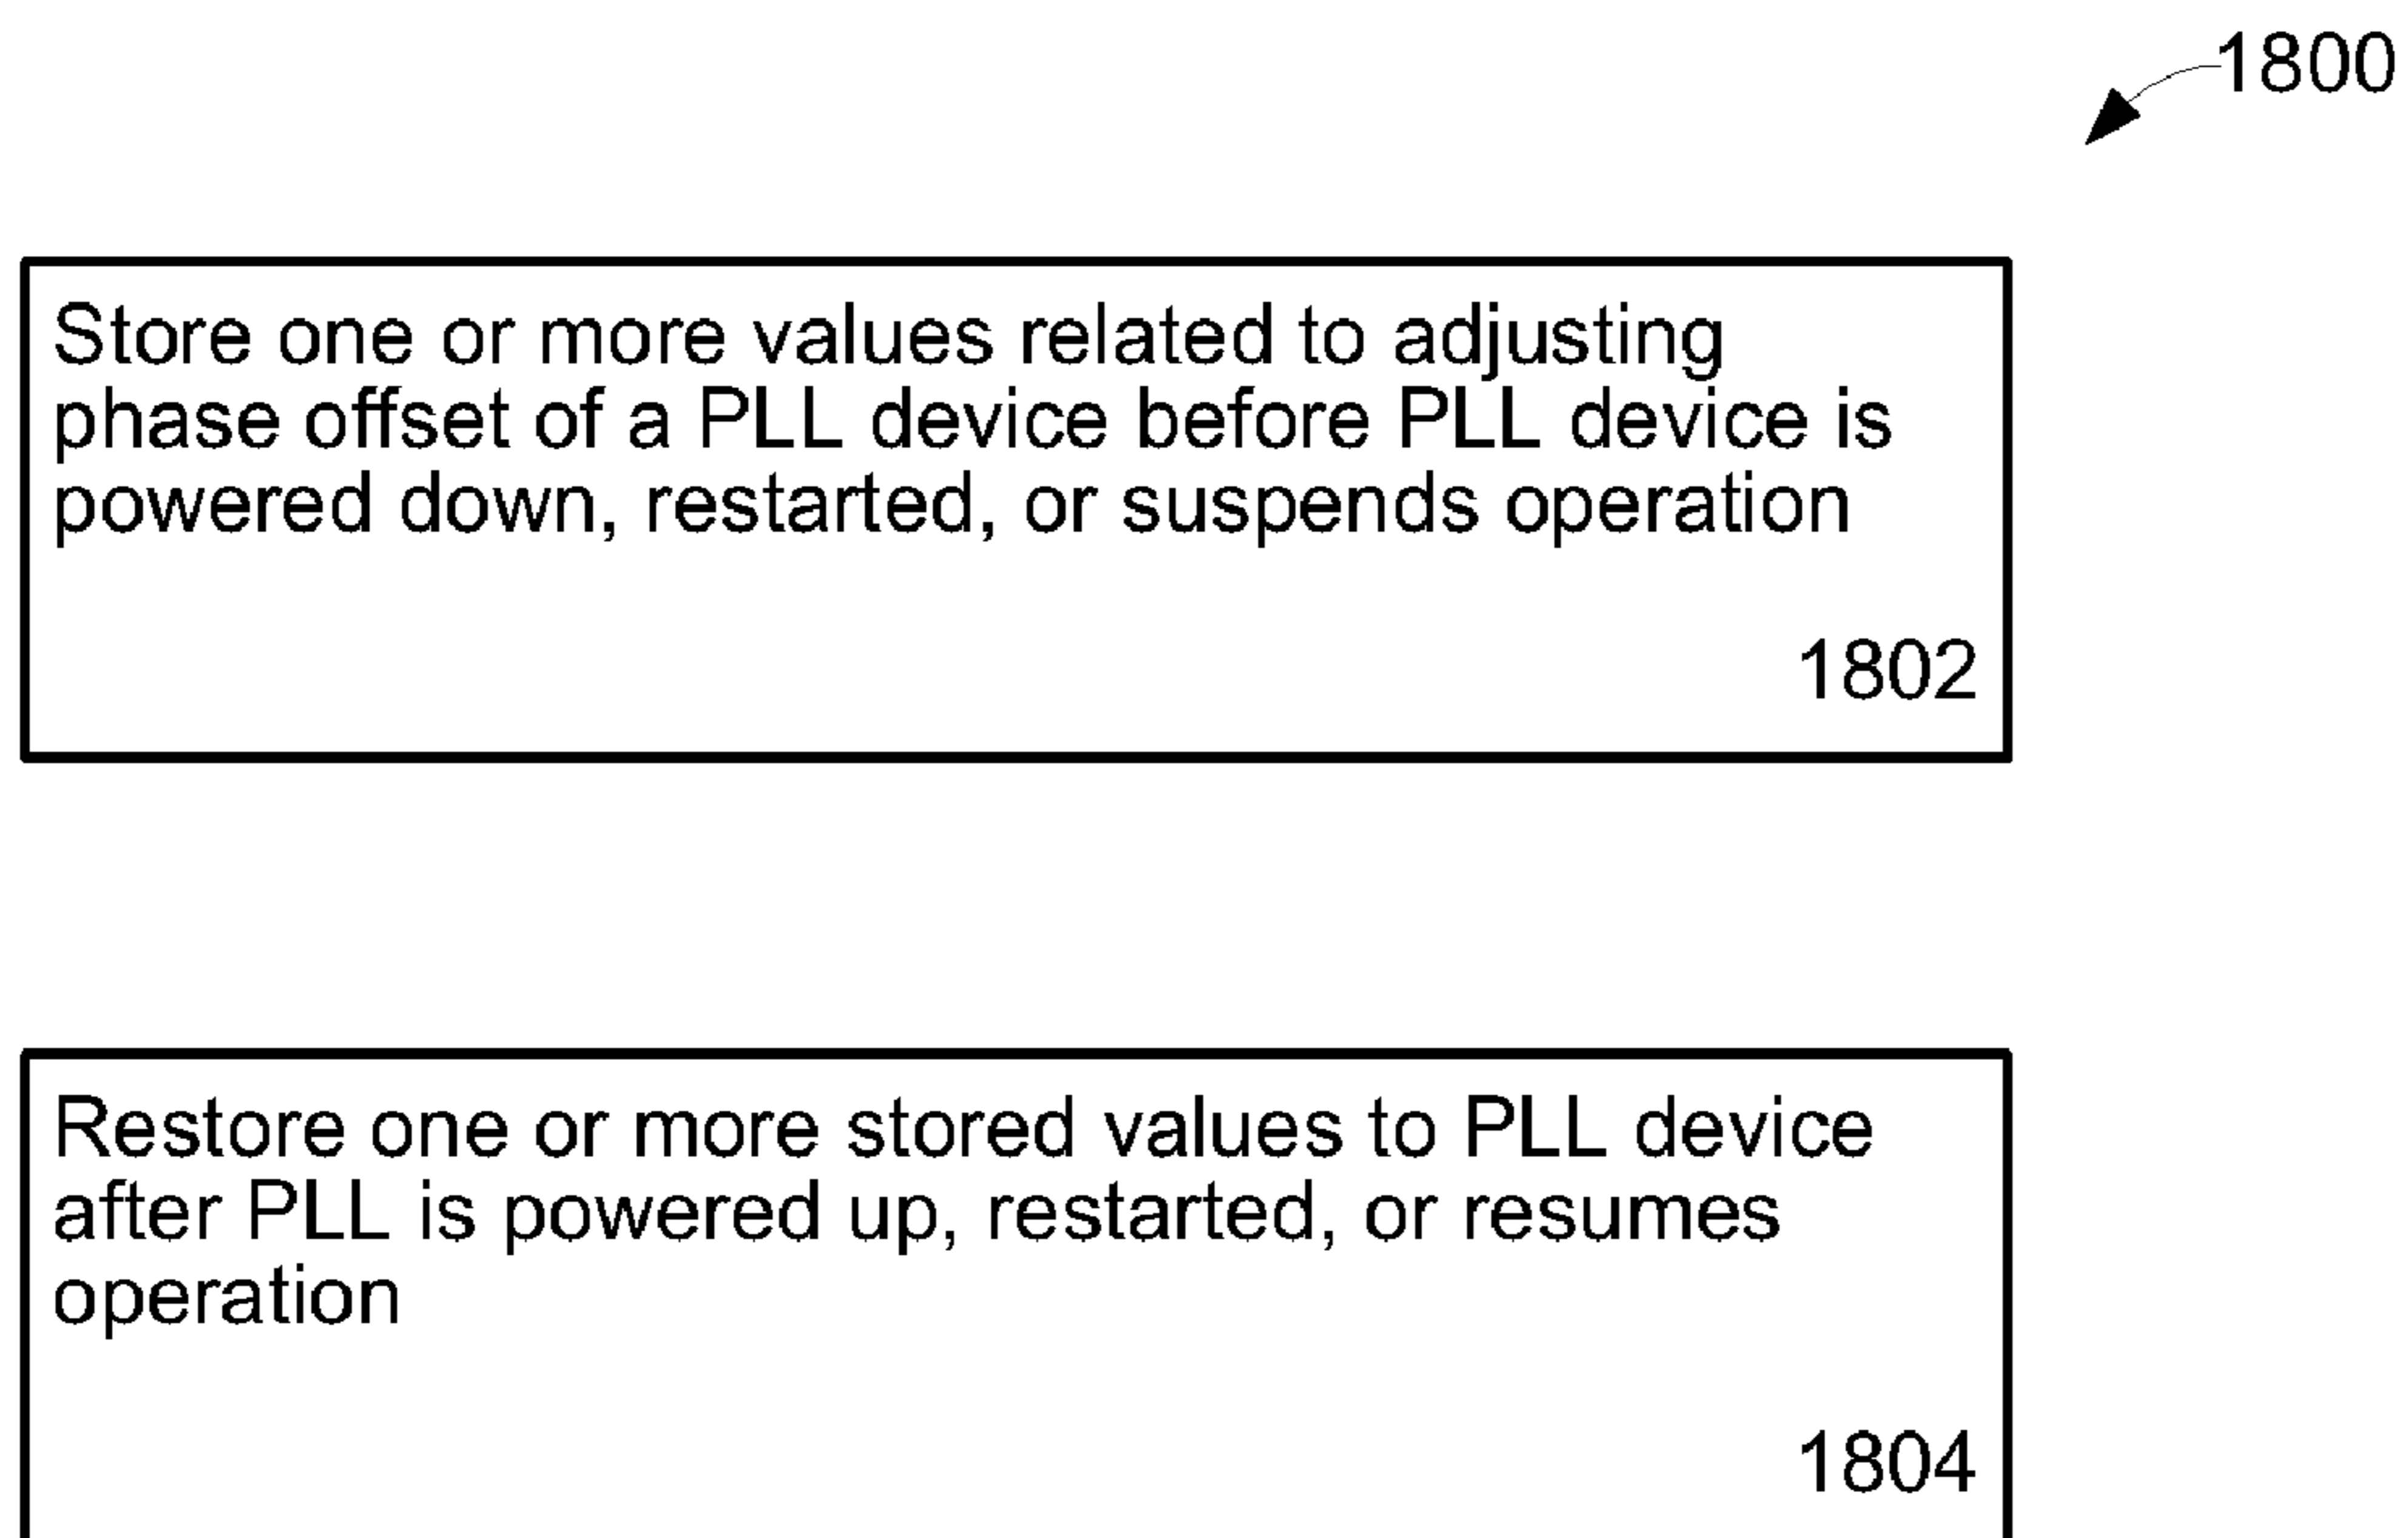 1800
Store one or more values related to adjusting
phase offset of a PLL device before PLL device is
powered down, restarted, or suspends operation
1802
Restore one or more stored values to PLL device
after PLL is powered up, restarted, or resumes
operation
1804